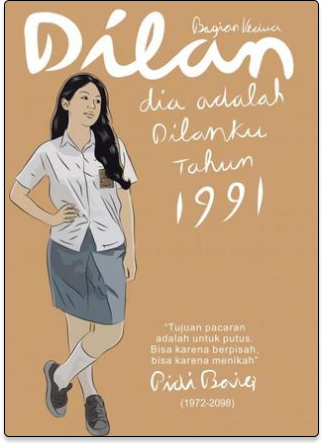 Bagian Kedua
Dilan
dia adalah
Dilanku
Tahun
1991
"Tujuan pacaran
adalah untuk putus.
Bisa karena berpisah,
bisa karena menikah"
Pidi Baiq
(1972-2098)